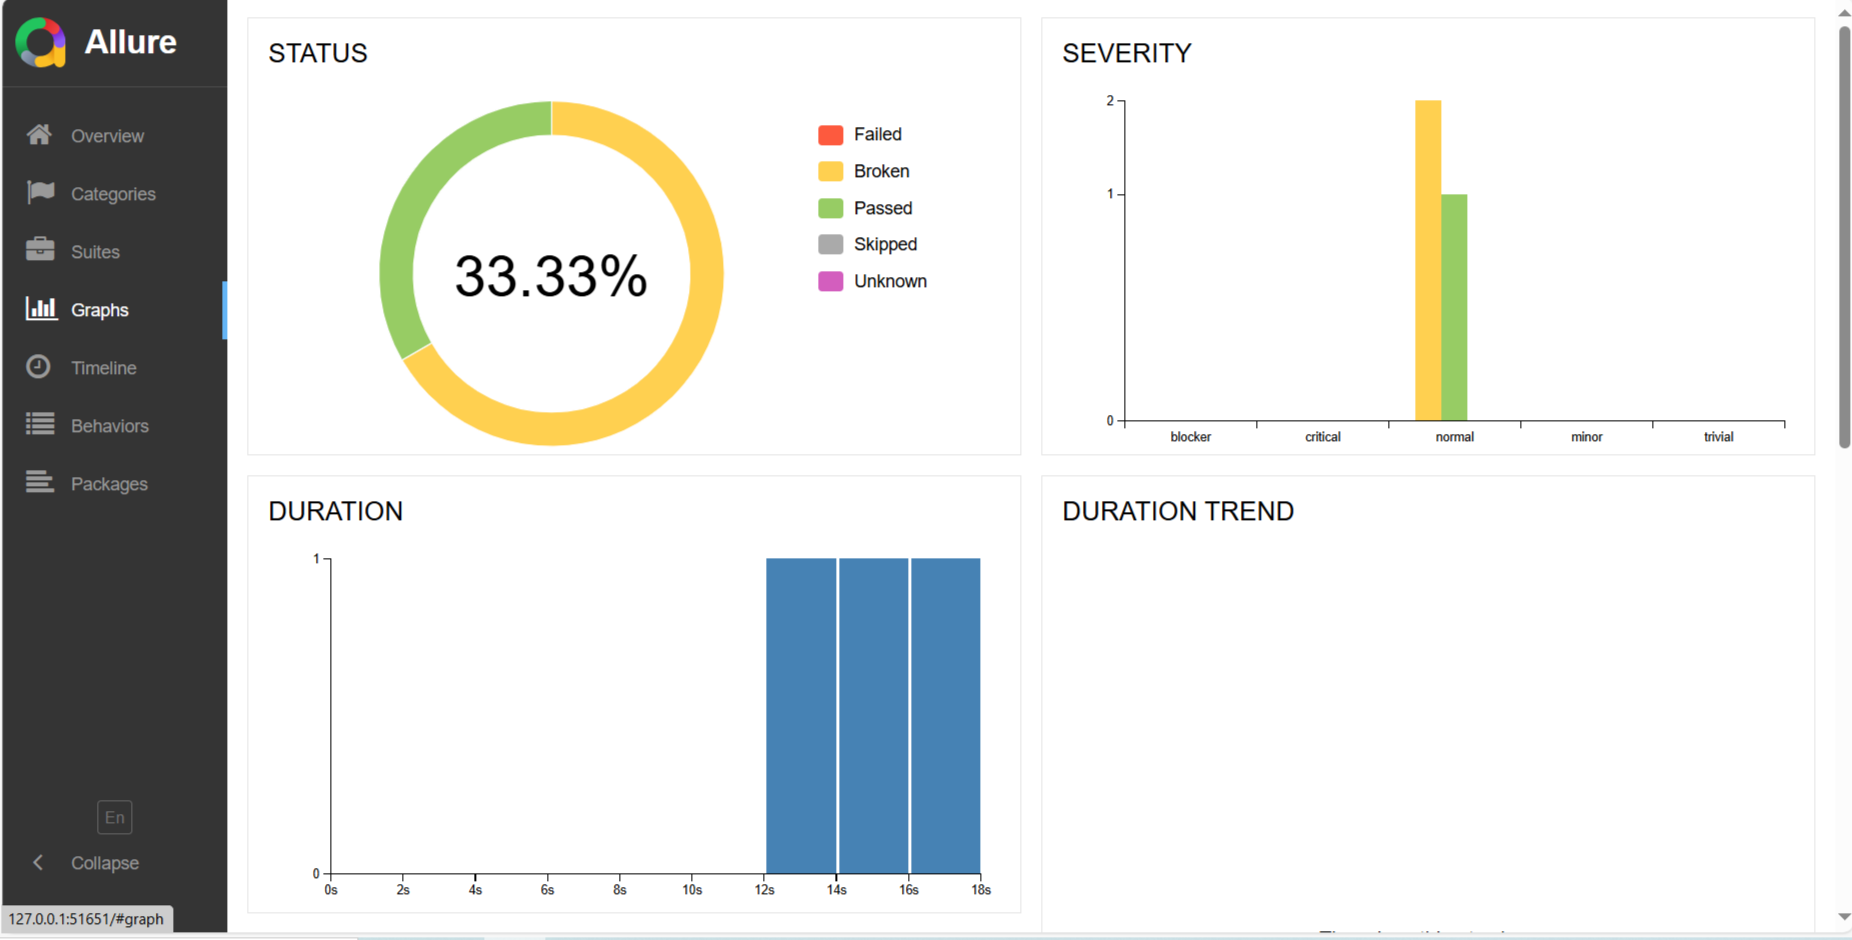 Allure
Overview
Categories
Suites
Graphs
Timeline
Behaviors
Packages
En
Collapse
127.0.0.1:51651/#graph
STATUS
33.33%
Failed
Broken
Passed
Skipped
Unknown
SEVERITY
2
1
0
blocker critical normal minor trivial
DURATION
1
0
0s 2s 4s 6s 8s 10s 12s 14s 16s 18s
DURATION TREND